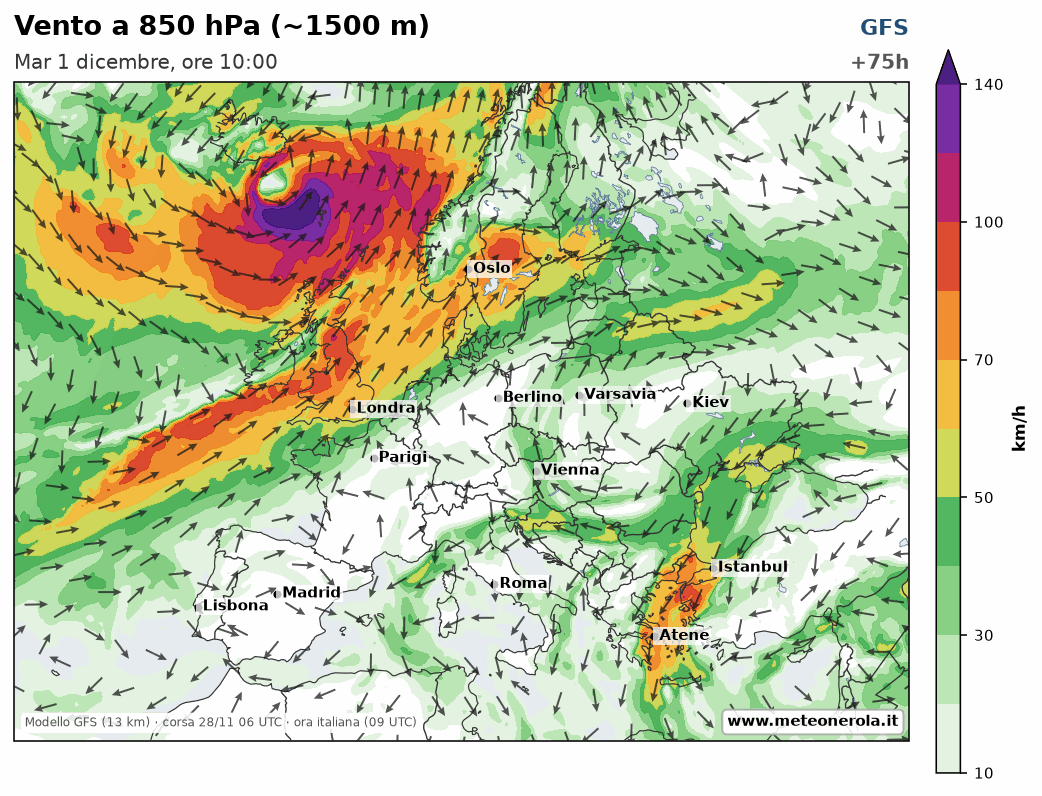 Vento a 850 hPa (~1500 m)
GFS
Mar 1 dicembre, ore 10:00
+75h
140
100
70
50
30
10
km/h
Oslo
Londra
Berlino
Varsavia
Kiev
Parigi
Vienna
Istanbul
Roma
Madrid
Lisbona
Atene
Modello GFS (13 km) · corsa 28/11 06 UTC · ora italiana (09 UTC)
www.meteonerola.it